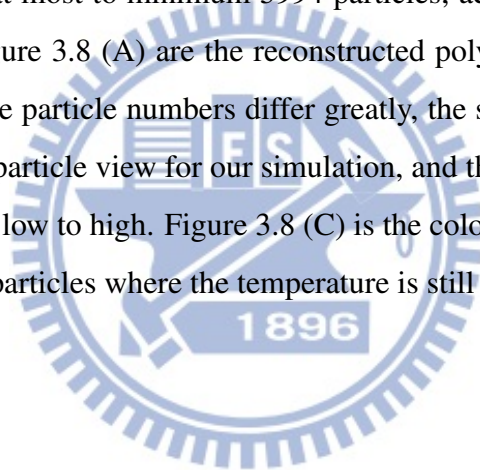 at most to minimum 3994 particles, ac
ure 3.8 (A) are the reconstructed poly
e particle numbers differ greatly, the s
particle view for our simulation, and th
low to high. Figure 3.8 (C) is the colo
particles where the temperature is still
ES
1896